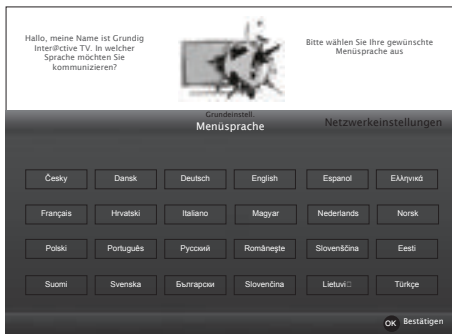 Hallo, meine Name ist Grundig
Inter@ctive TV. In welcher
Sprache möchten Sie
kommunizieren?
Bitte wählen Sie Ihre gewünschte
Menüsprache aus
Grundeinstell.
Menüsprache
Netzwerkeinstellungen
Česky Dansk Deutsch English Espanol Ελληνικά
Français Hrvatski Italiano Magyar Nederlands Norsk
Polski Português Русский Româneşte Slovenščina Eesti
Suomi Svenska Български Slovenčina Lietuvi□ Türkçe
OK Bestätigen